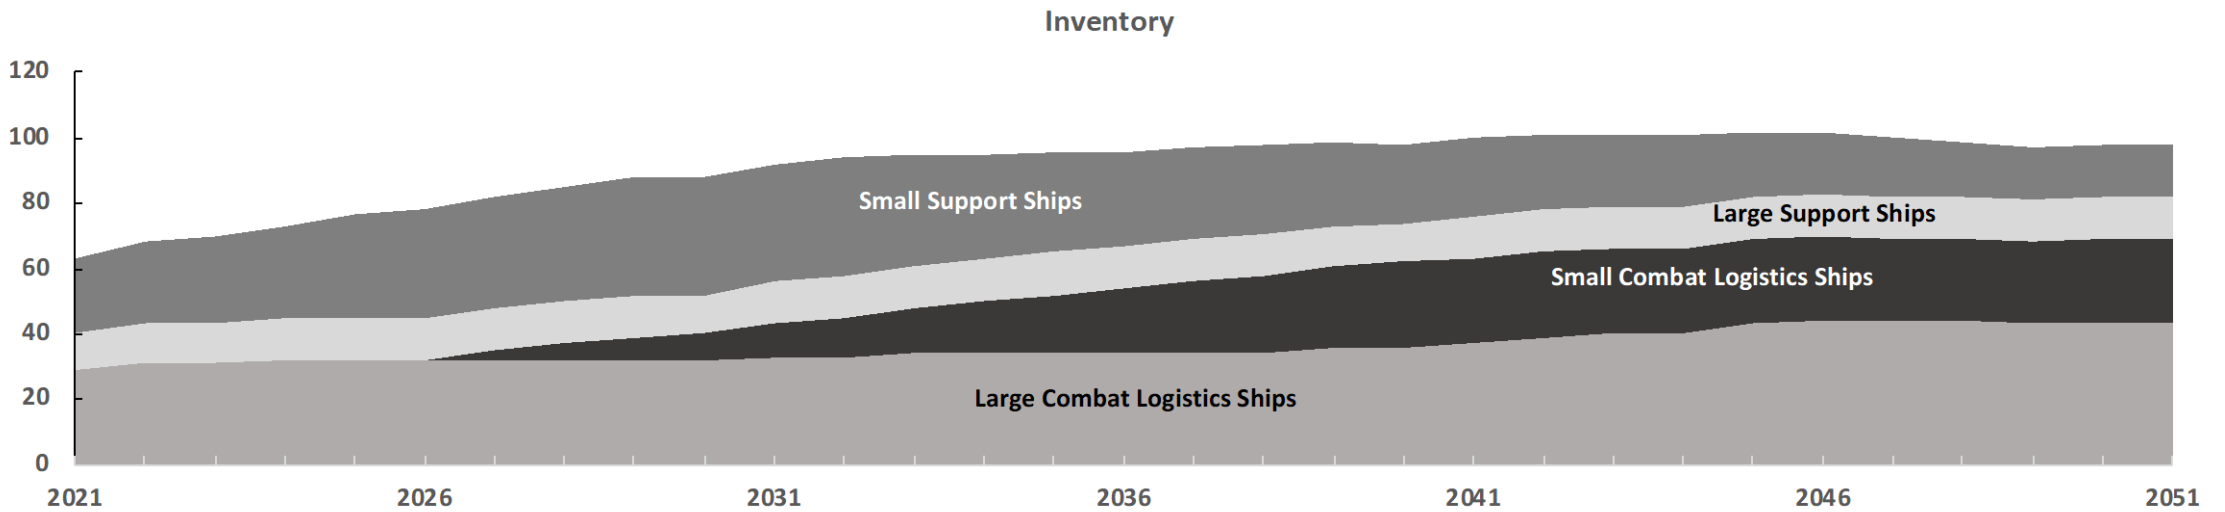 Inventory
120
100
80
60
40
20
0
Small Support Ships
Large Support Ships
Small Combat Logistics Ships
Large Combat Logistics Ships
2021 2026 2031 2036 2041 2046 2051